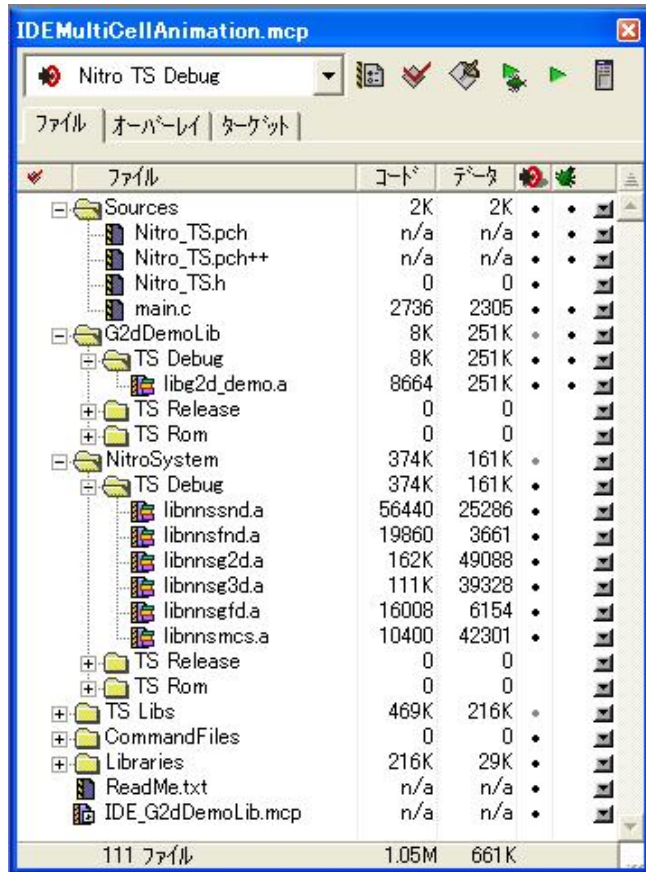 IDEMultiCellAnimation.mcp
Nitro TS Debug
ファイル オーバーレイ ターゲット
ファイル コード データ
Sources 2K 2K
Nitro_TS.pch n/a n/a
Nitro_TS.pch++ n/a n/a
Nitro_TS.h 0 0
main.c 2736 2305
G2dDemoLib 8K 251K
TS Debug 8K 251K
libg2d_demo.a 8664 251K
TS Release 0 0
TS Rom 0 0
NitroSystem 374K 161K
TS Debug 374K 161K
libnnssnd.a 56440 25286
libnnsfnd.a 19860 3661
libnnsg2d.a 162K 49088
libnnsg3d.a 111K 39328
libnnsgfd.a 16008 6154
libnnsmcs.a 10400 42301
TS Release 0 0
TS Rom 0 0
TS Libs 469K 216K
CommandFiles 0 0
Libraries 216K 29K
ReadMe.txt n/a n/a
IDE_G2dDemoLib.mcp n/a n/a
111 ファイル 1.05M 661K